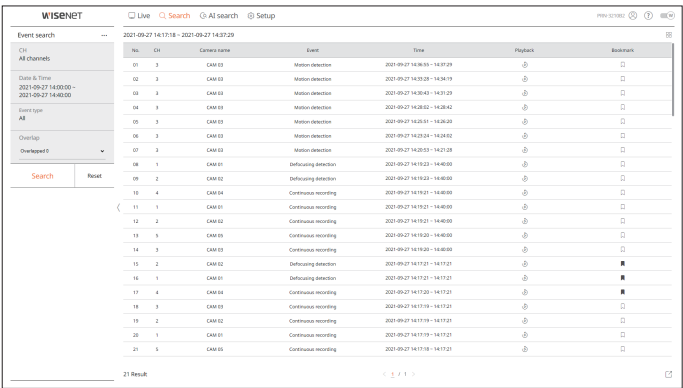 WISENET
Live Search AI search Setup
PRN-3210B2
Event search ...
2021-09-27 14:17:18 ~ 2021-09-27 14:37:29
CH
All channels
Date & Time
2021-09-27 14:00:00 ~
2021-09-27 14:40:00
Event type
All
Overlap
Overlapped 0
Search Reset
No. CH Camera name Event Time Playback Bookmark
01 3 CAM 03 Motion detection 2021-09-27 14:36:55 ~ 14:37:29
02 3 CAM 03 Motion detection 2021-09-27 14:33:28 ~ 14:34:19
03 3 CAM 03 Motion detection 2021-09-27 14:30:43 ~ 14:31:29
04 3 CAM 03 Motion detection 2021-09-27 14:28:02 ~ 14:28:42
05 3 CAM 03 Motion detection 2021-09-27 14:25:51 ~ 14:26:20
06 3 CAM 03 Motion detection 2021-09-27 14:23:24 ~ 14:24:02
07 3 CAM 03 Motion detection 2021-09-27 14:20:53 ~ 14:21:28
08 1 CAM 01 Defocusing detection 2021-09-27 14:19:23 ~ 14:40:00
09 2 CAM 02 Defocusing detection 2021-09-27 14:19:23 ~ 14:40:00
10 4 CAM 04 Continuous recording 2021-09-27 14:19:21 ~ 14:40:00
11 1 CAM 01 Continuous recording 2021-09-27 14:19:21 ~ 14:40:00
12 2 CAM 02 Continuous recording 2021-09-27 14:19:21 ~ 14:40:00
13 5 CAM 05 Continuous recording 2021-09-27 14:19:20 ~ 14:40:00
14 3 CAM 03 Continuous recording 2021-09-27 14:19:20 ~ 14:40:00
15 2 CAM 02 Defocusing detection 2021-09-27 14:17:21 ~ 14:17:21
16 1 CAM 01 Defocusing detection 2021-09-27 14:17:21 ~ 14:17:21
17 4 CAM 04 Continuous recording 2021-09-27 14:17:20 ~ 14:17:21
18 3 CAM 03 Continuous recording 2021-09-27 14:17:19 ~ 14:17:21
19 2 CAM 02 Continuous recording 2021-09-27 14:17:19 ~ 14:17:21
20 1 CAM 01 Continuous recording 2021-09-27 14:17:19 ~ 14:17:21
21 5 CAM 05 Continuous recording 2021-09-27 14:17:18 ~ 14:17:21
21 Result
< 1 / 1 >